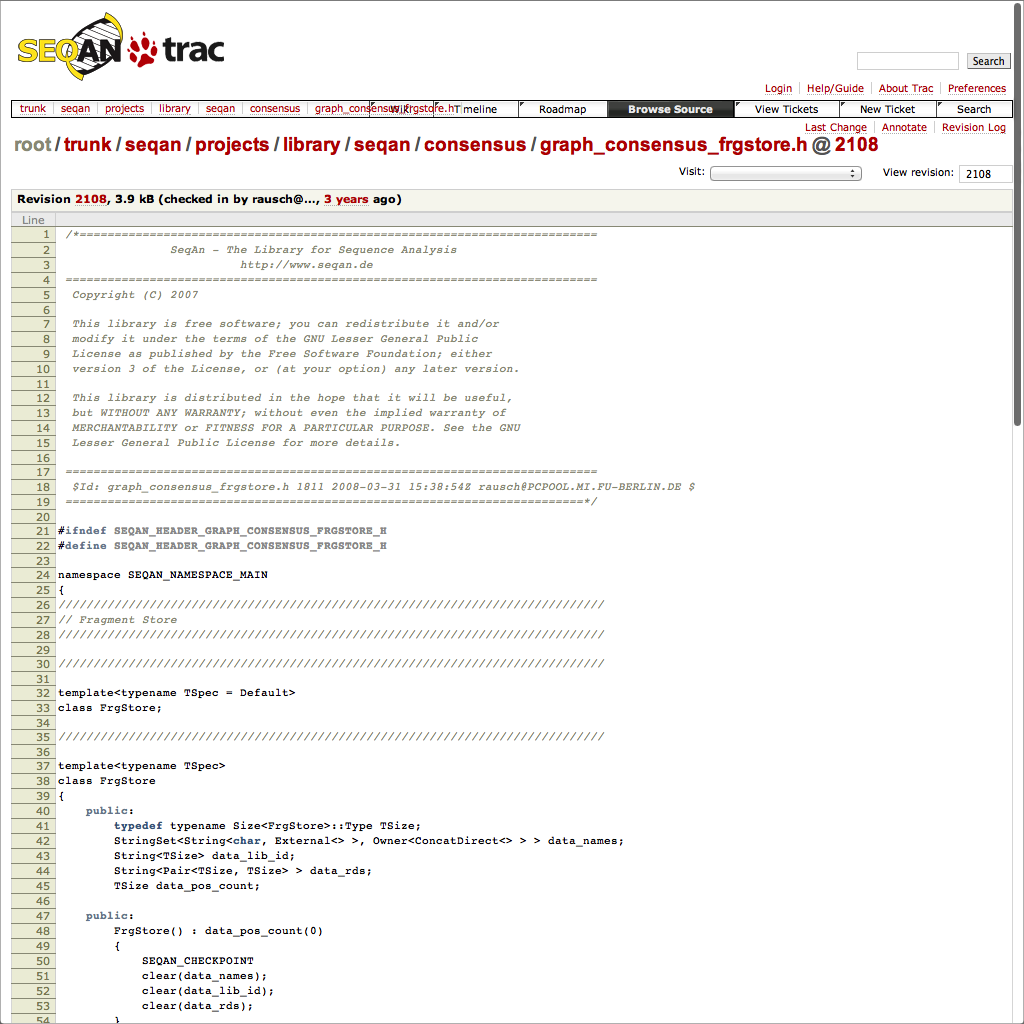 SEQAN trac
Search
Login Help/Guide About Trac Preferences
trunk seqan projects library seqan consensus graph_consensus_frgstore.h Wiki Timeline Roadmap Browse Source View Tickets New Ticket Search
Last Change Annotate Revision Log
root/trunk/seqan/projects/library/seqan/consensus/graph_consensus_frgstore.h @ 2108
Visit: View revision: 2108
Revision 2108, 3.9 kB (checked in by rausch@..., 3 years ago)
Line
1 /*==========================================================================
2 SeqAn - The Library for Sequence Analysis
3 http://www.seqan.de
4 ============================================================================
5 Copyright (C) 2007
6
7 This library is free software; you can redistribute it and/or
8 modify it under the terms of the GNU Lesser General Public
9 License as published by the Free Software Foundation; either
10 version 3 of the License, or (at your option) any later version.
11
12 This library is distributed in the hope that it will be useful,
13 but WITHOUT ANY WARRANTY; without even the implied warranty of
14 MERCHANTABILITY or FITNESS FOR A PARTICULAR PURPOSE. See the GNU
15 Lesser General Public License for more details.
16
17 ============================================================================
18 $Id: graph_consensus_frgstore.h 1811 2008-03-31 15:38:54Z rausch@PCPOOL.MI.FU-BERLIN.DE $
19 ==========================================================================*/
20
21 #ifndef SEQAN_HEADER_GRAPH_CONSENSUS_FRGSTORE_H
22 #define SEQAN_HEADER_GRAPH_CONSENSUS_FRGSTORE_H
23
24 namespace SEQAN_NAMESPACE_MAIN
25 {
26 //////////////////////////////////////////////////////////////////////////////
27 // Fragment Store
28 //////////////////////////////////////////////////////////////////////////////
29
30 //////////////////////////////////////////////////////////////////////////////
31
32 template<typename TSpec = Default>
33 class FrgStore;
34
35 //////////////////////////////////////////////////////////////////////////////
36
37 template<typename TSpec>
38 class FrgStore
39 {
40 public:
41 typedef typename Size<FrgStore>::Type TSize;
42 StringSet<String<char, External<> >, Owner<ConcatDirect<> > > data_names;
43 String<TSize> data_lib_id;
44 String<Pair<TSize, TSize> > data_rds;
45 TSize data_pos_count;
46
47 public:
48 FrgStore() : data_pos_count(0)
49 {
50 SEQAN_CHECKPOINT
51 clear(data_names);
52 clear(data_lib_id);
53 clear(data_rds);
54 }